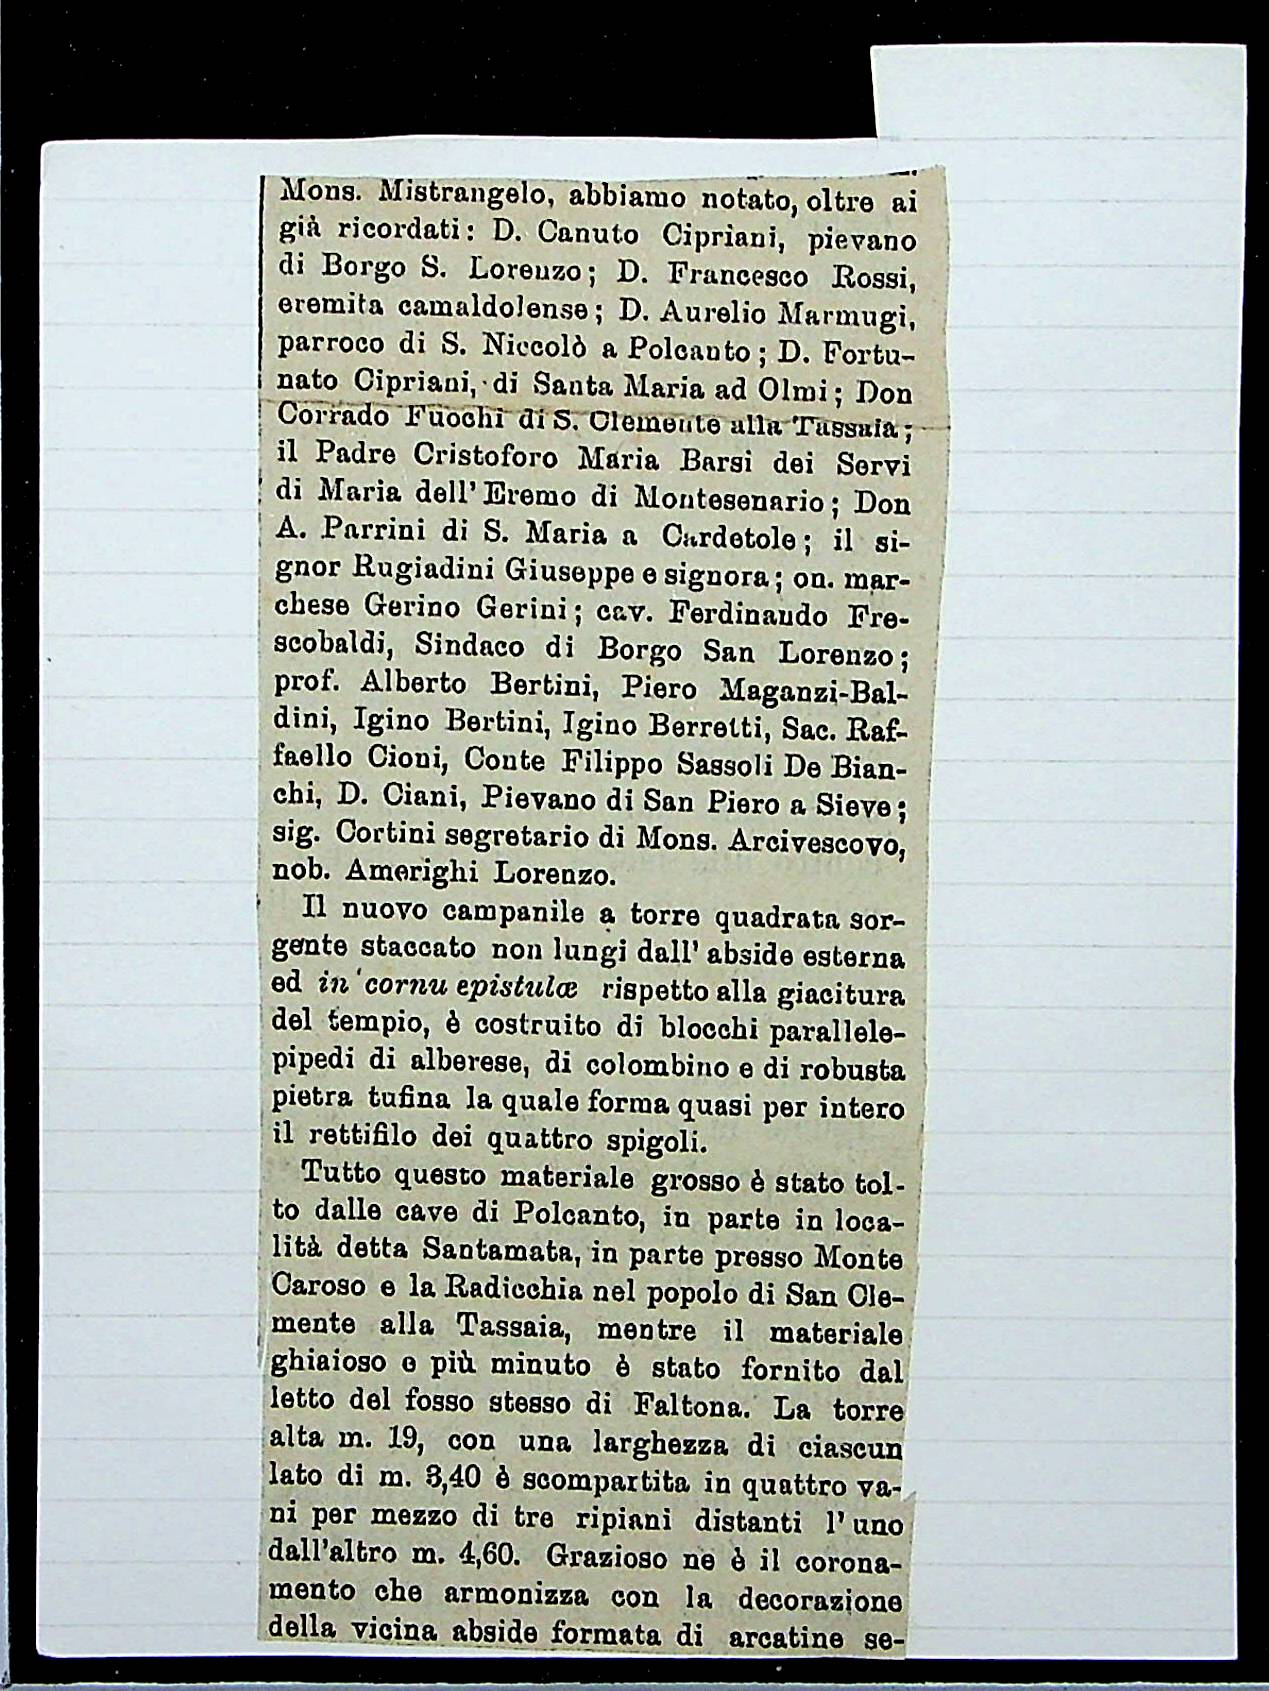 Mons. Mistrangelo, abbiamo notato, oltre ai
già ricordati: D. Canuto Cipriani, pievano
di Borgo S. Lorenzo; D. Francesco Rossi,
eremita camaldolense; D. Aurelio Marmugi,
parroco di S. Niccolò a Polcanto; D. Fortu-
nato Cipriani, di Santa Maria ad Olmi; Don
Corrado Fuochi di S. Clemente alla Tassaia;
il Padre Cristoforo Maria Barsi dei Servi
di Maria dell' Eremo di Montesenario; Don
A. Parrini di S. Maria a Cardetole; il si-
gnor Rugiadini Giuseppe e signora; on. mar-
chese Gerino Gerini; cav. Ferdinando Fre-
scobaldi, Sindaco di Borgo San Lorenzo;
prof. Alberto Bertini, Piero Maganzi-Bal-
dini, Igino Bertini, Igino Berretti, Sac. Raf-
faello Cioni, Conte Filippo Sassoli De Bian-
chi, D. Ciani, Pievano di San Piero a Sieve;
sig. Cortini segretario di Mons. Arcivescovo,
nob. Amerighi Lorenzo.
Il nuovo campanile a torre quadrata sor-
gente staccato non lungi dall' abside esterna
ed in cornu epistulæ rispetto alla giacitura
del tempio, è costruito di blocchi parallele-
pipedi di alberese, di colombino e di robusta
pietra tufina la quale forma quasi per intero
il rettifilo dei quattro spigoli.
Tutto questo materiale grosso è stato tol-
to dalle cave di Polcanto, in parte in loca-
lità detta Santamata, in parte presso Monte
Caroso e la Radicchia nel popolo di San Cle-
mente alla Tassaia, mentre il materiale
ghiaioso e più minuto è stato fornito dal
letto del fosso stesso di Faltona. La torre
alta m. 19, con una larghezza di ciascun
lato di m. 3,40 è scompartita in quattro va-
ni per mezzo di tre ripiani distanti l' uno
dall'altro m. 4,60. Grazioso ne è il corona-
mento che armonizza con la decorazione
della vicina abside formata di arcatine se-